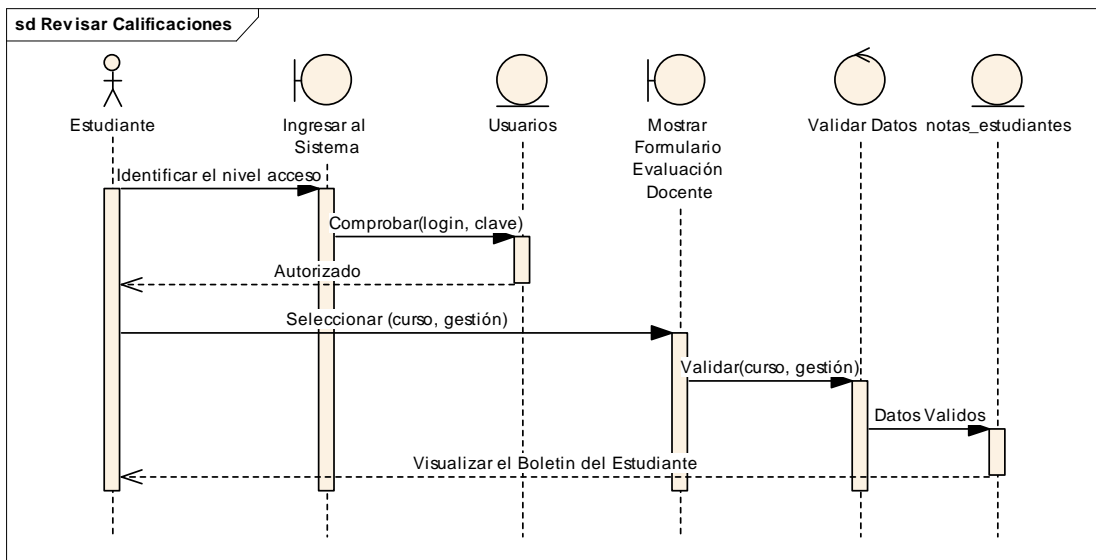 sd Revisar Calificaciones
Estudiante
Ingresar al
Sistema
Usuarios
Mostrar
Formulario
Evaluación
Docente
Validar Datos
notas_estudiantes
Identificar el nivel acceso
Comprobar(login, clave)
Autorizado
Seleccionar (curso, gestión)
Validar(curso, gestión)
Datos Validos
Visualizar el Boletin del Estudiante